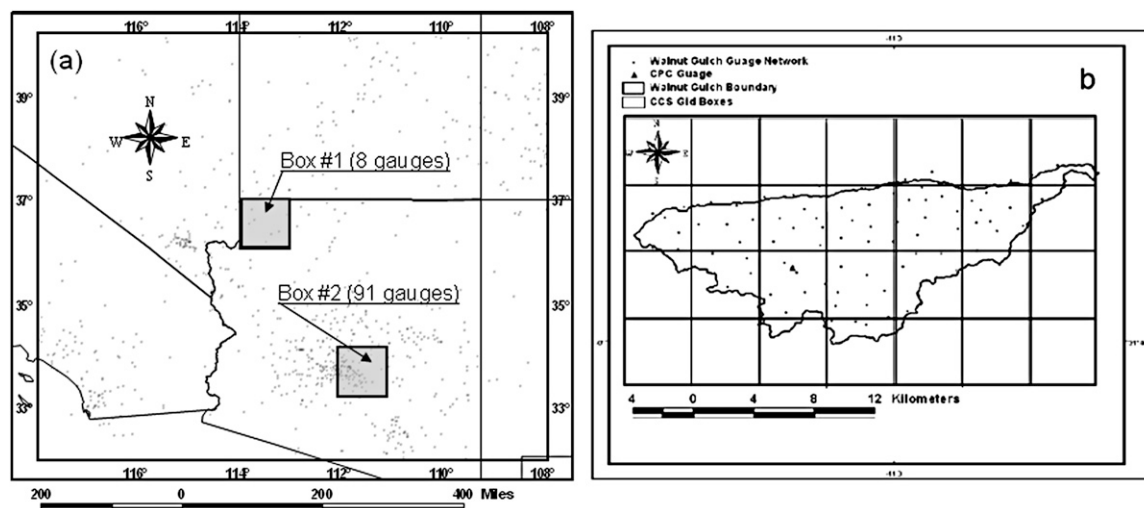 116° 114° 112° 110° 108°
(a)
39° 39°
N
W E
S
Box #1 (8 gauges)
37° 37°
Box #2 (91 gauges)
35° 35°
33° 33°
116° 114° 112° 110° 108°
200 0 200 400 Miles
b
Walnut Gulch Guage Network
CPC Guage
Walnut Gulch Boundary
CCS Gid Boxes
4 0 4 8 12 Kilometers